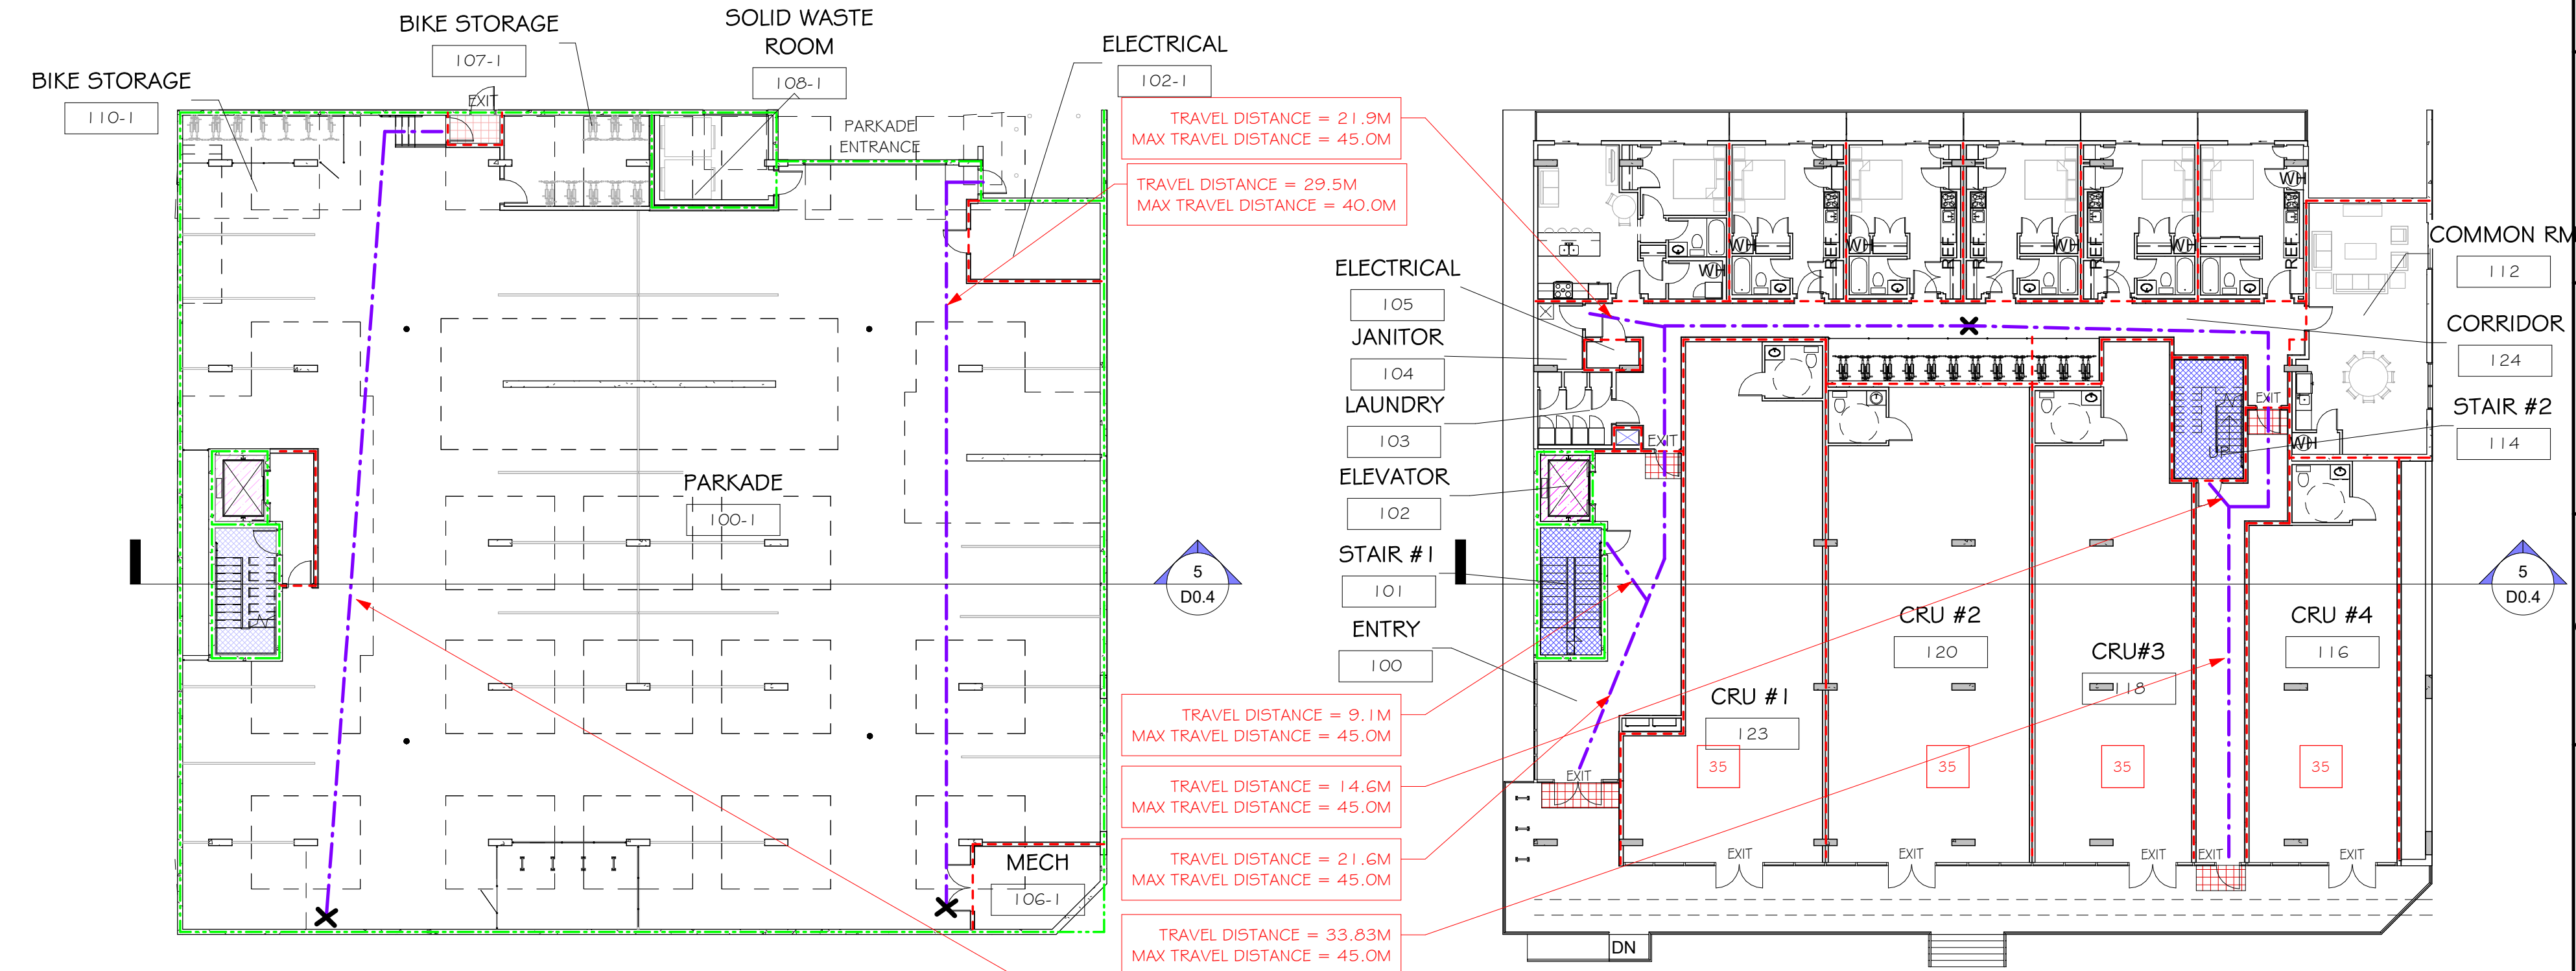 BIKE STORAGE
110-1
BIKE STORAGE
107-1
EXIT
SOLID WASTE
ROOM
108-1
ELECTRICAL
102-1
PARKADE
ENTRANCE
PARKADE
100-1
MECH
106-1
5
D0.4
TRAVEL DISTANCE = 21.9M
MAX TRAVEL DISTANCE = 45.0M
TRAVEL DISTANCE = 29.5M
MAX TRAVEL DISTANCE = 40.0M
ELECTRICAL
105
JANITOR
104
LAUNDRY
103
ELEVATOR
102
STAIR #1
101
ENTRY
100
TRAVEL DISTANCE = 9.1M
MAX TRAVEL DISTANCE = 45.0M
TRAVEL DISTANCE = 14.6M
MAX TRAVEL DISTANCE = 45.0M
TRAVEL DISTANCE = 21.6M
MAX TRAVEL DISTANCE = 45.0M
TRAVEL DISTANCE = 33.83M
MAX TRAVEL DISTANCE = 45.0M
WH
WH
WH
WH
WH
WH
REF
REF
REF
REF
REF
COMMON RM
112
CORRIDOR
124
STAIR #2
114
WH
EXIT
EXIT
UP
CRU #1
123
35
CRU #2
120
35
CRU#3
118
35
CRU #4
116
35
EXIT
EXIT
EXIT
EXIT
EXIT
EXIT
DN
5
D0.4